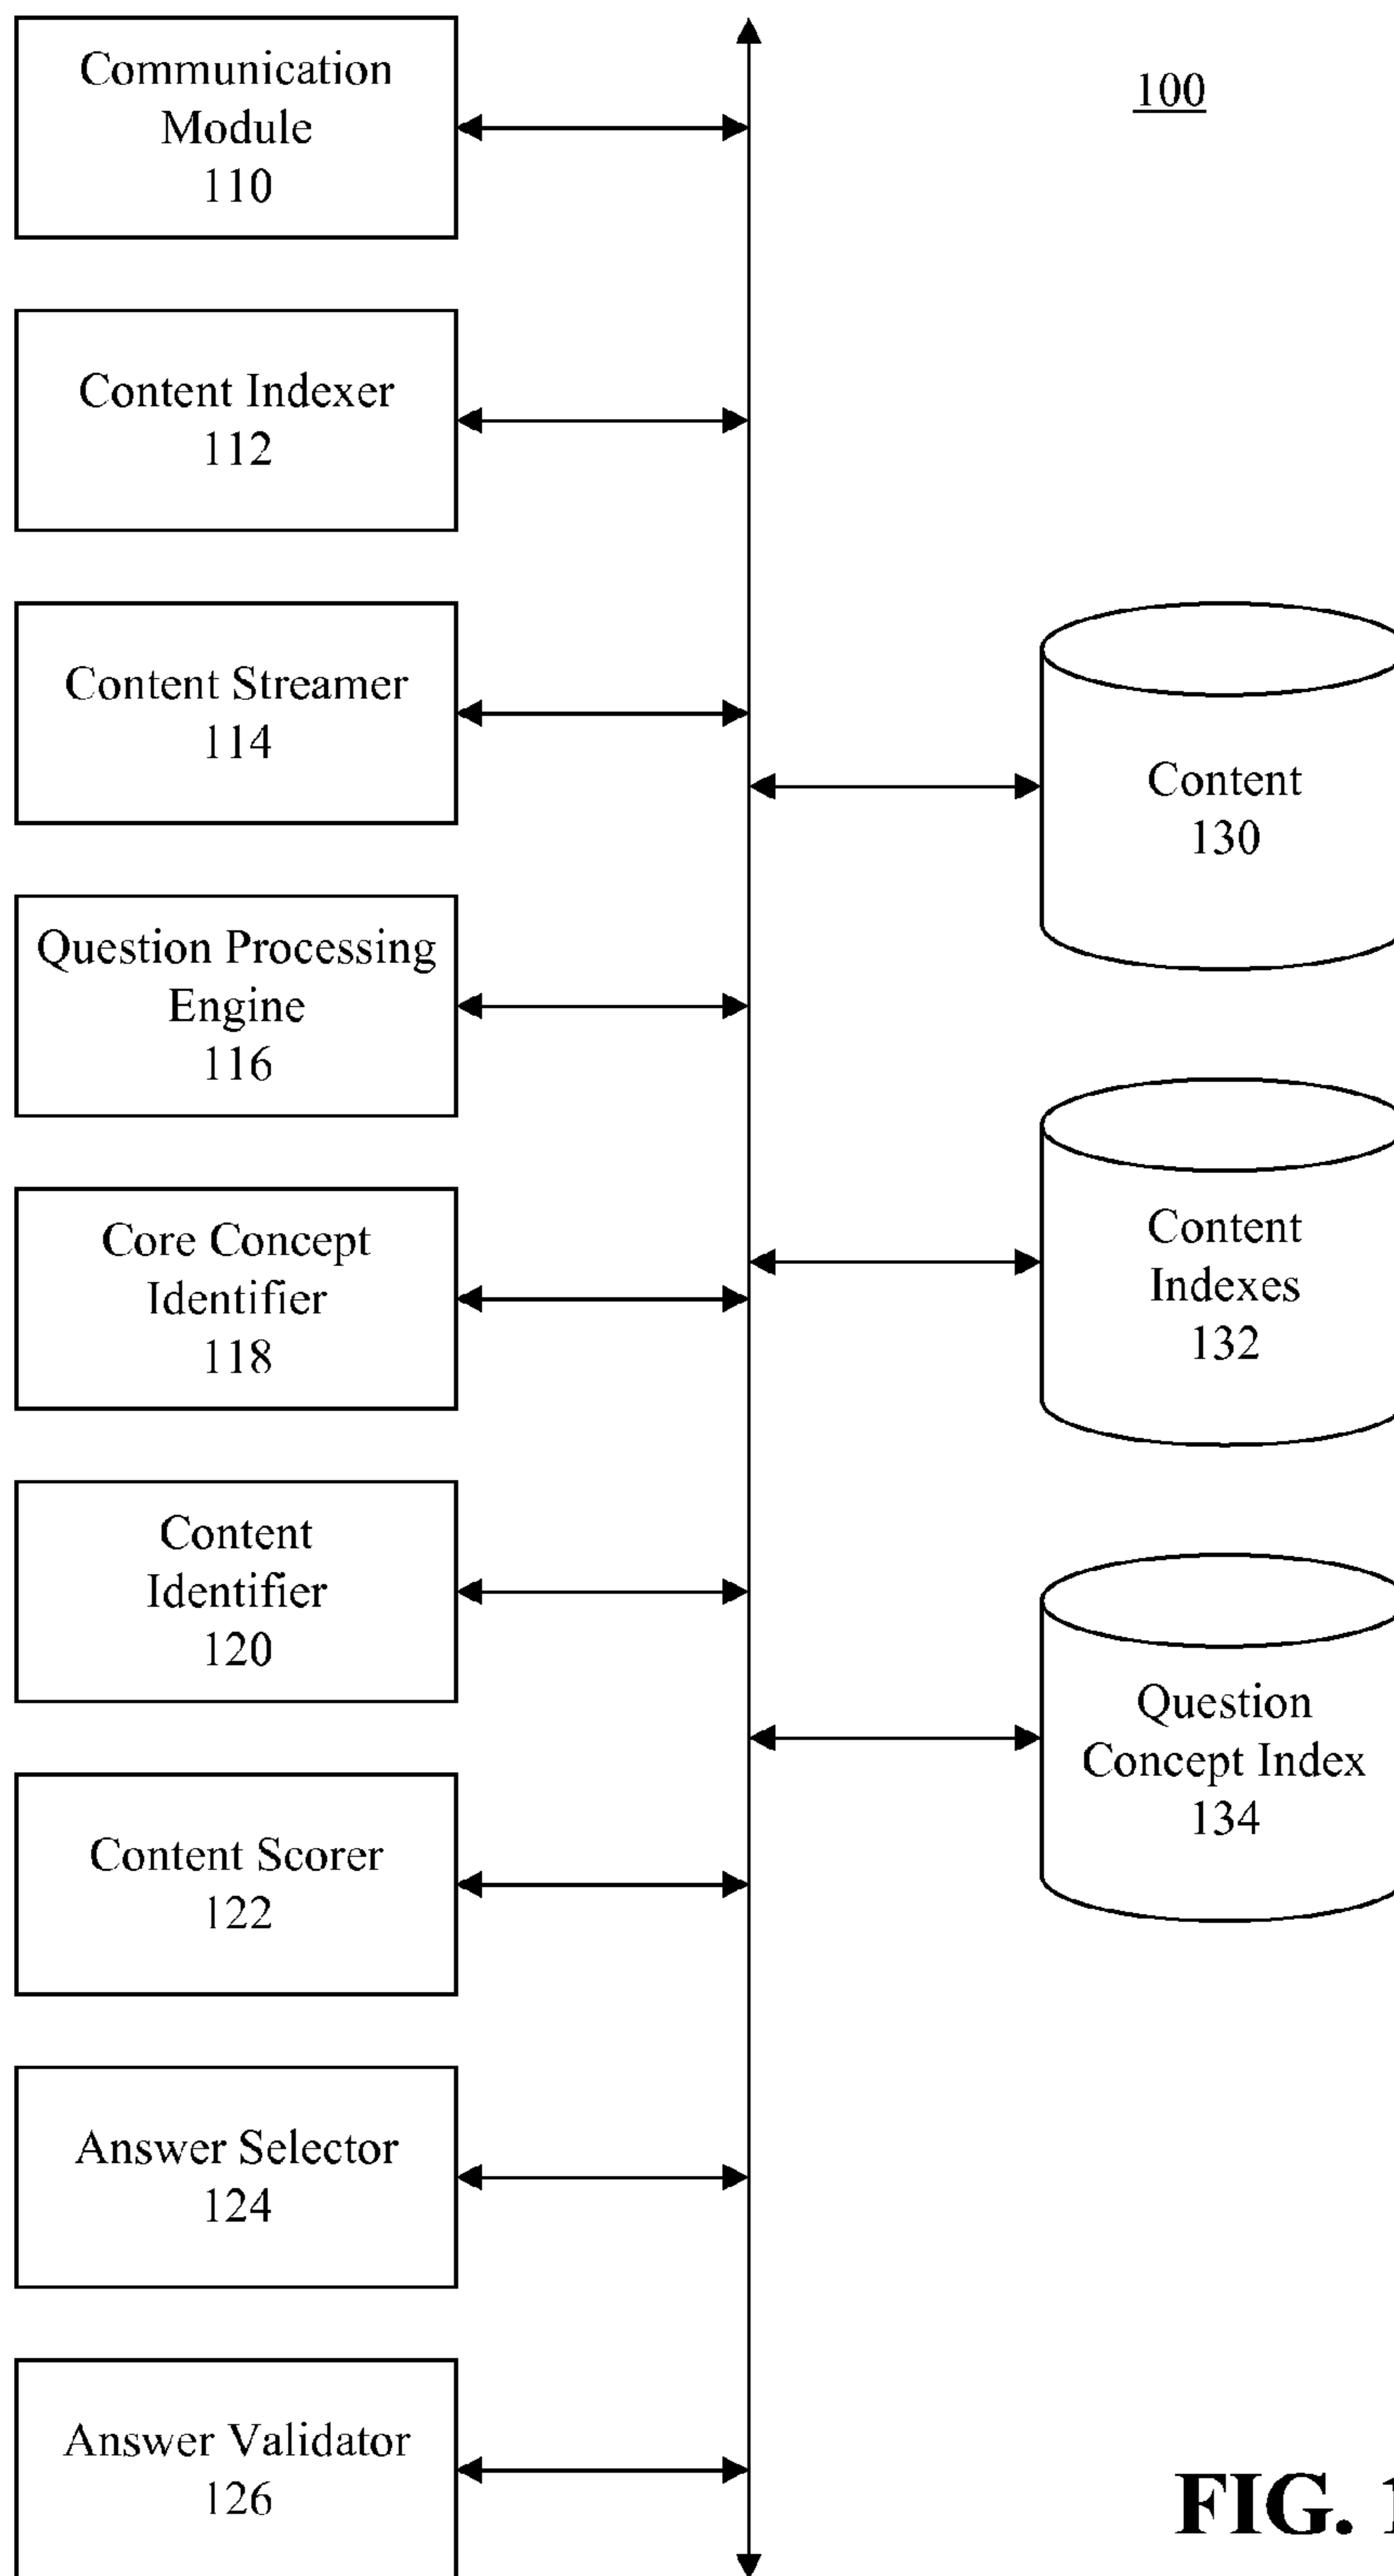 Communication
Module
110
100
Content Indexer
112
Content Streamer
114
Content
130
Question Processing
Engine
116
Core Concept
Identifier
118
Content
Indexes
132
Content
Identifier
120
Question
Concept Index
134
Content Scorer
122
Answer Selector
124
Answer Validator
126
FIG. 1